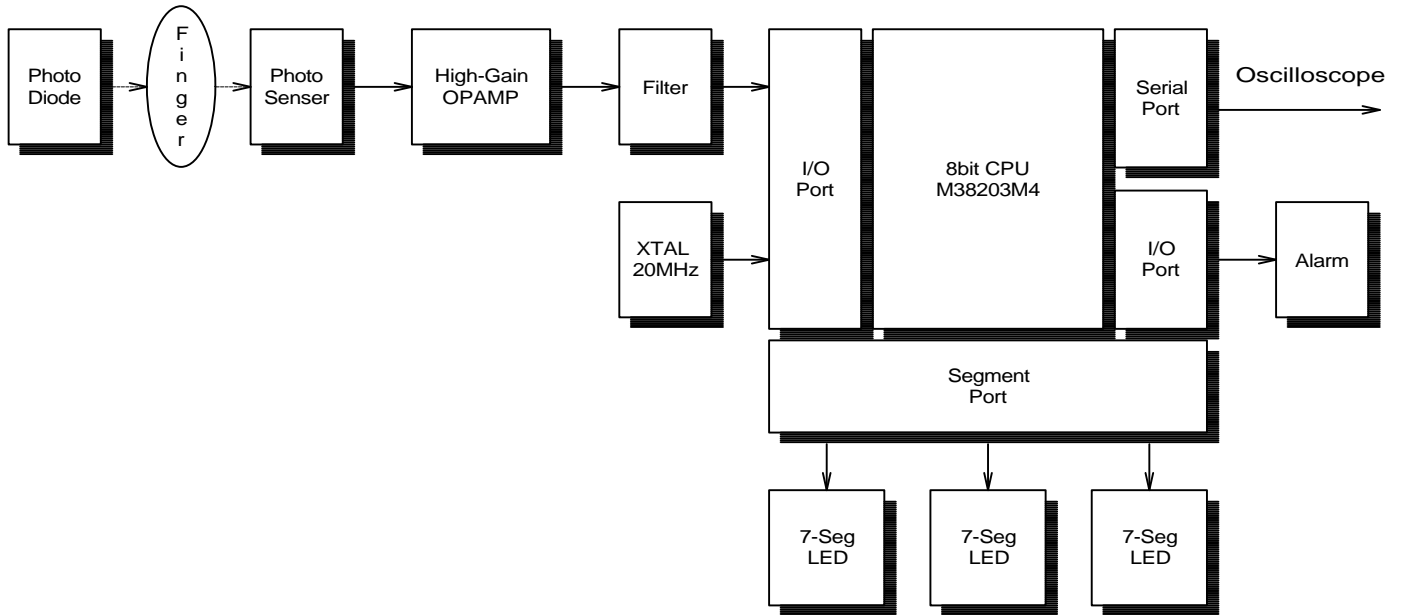 Photo
Diode
F
i
n
g
e
r
Photo
Senser
High-Gain
OPAMP
Filter
I/O
Port
8bit CPU
M38203M4
Serial
Port
Oscilloscope
XTAL
20MHz
I/O
Port
Alarm
Segment
Port
7-Seg
LED
7-Seg
LED
7-Seg
LED